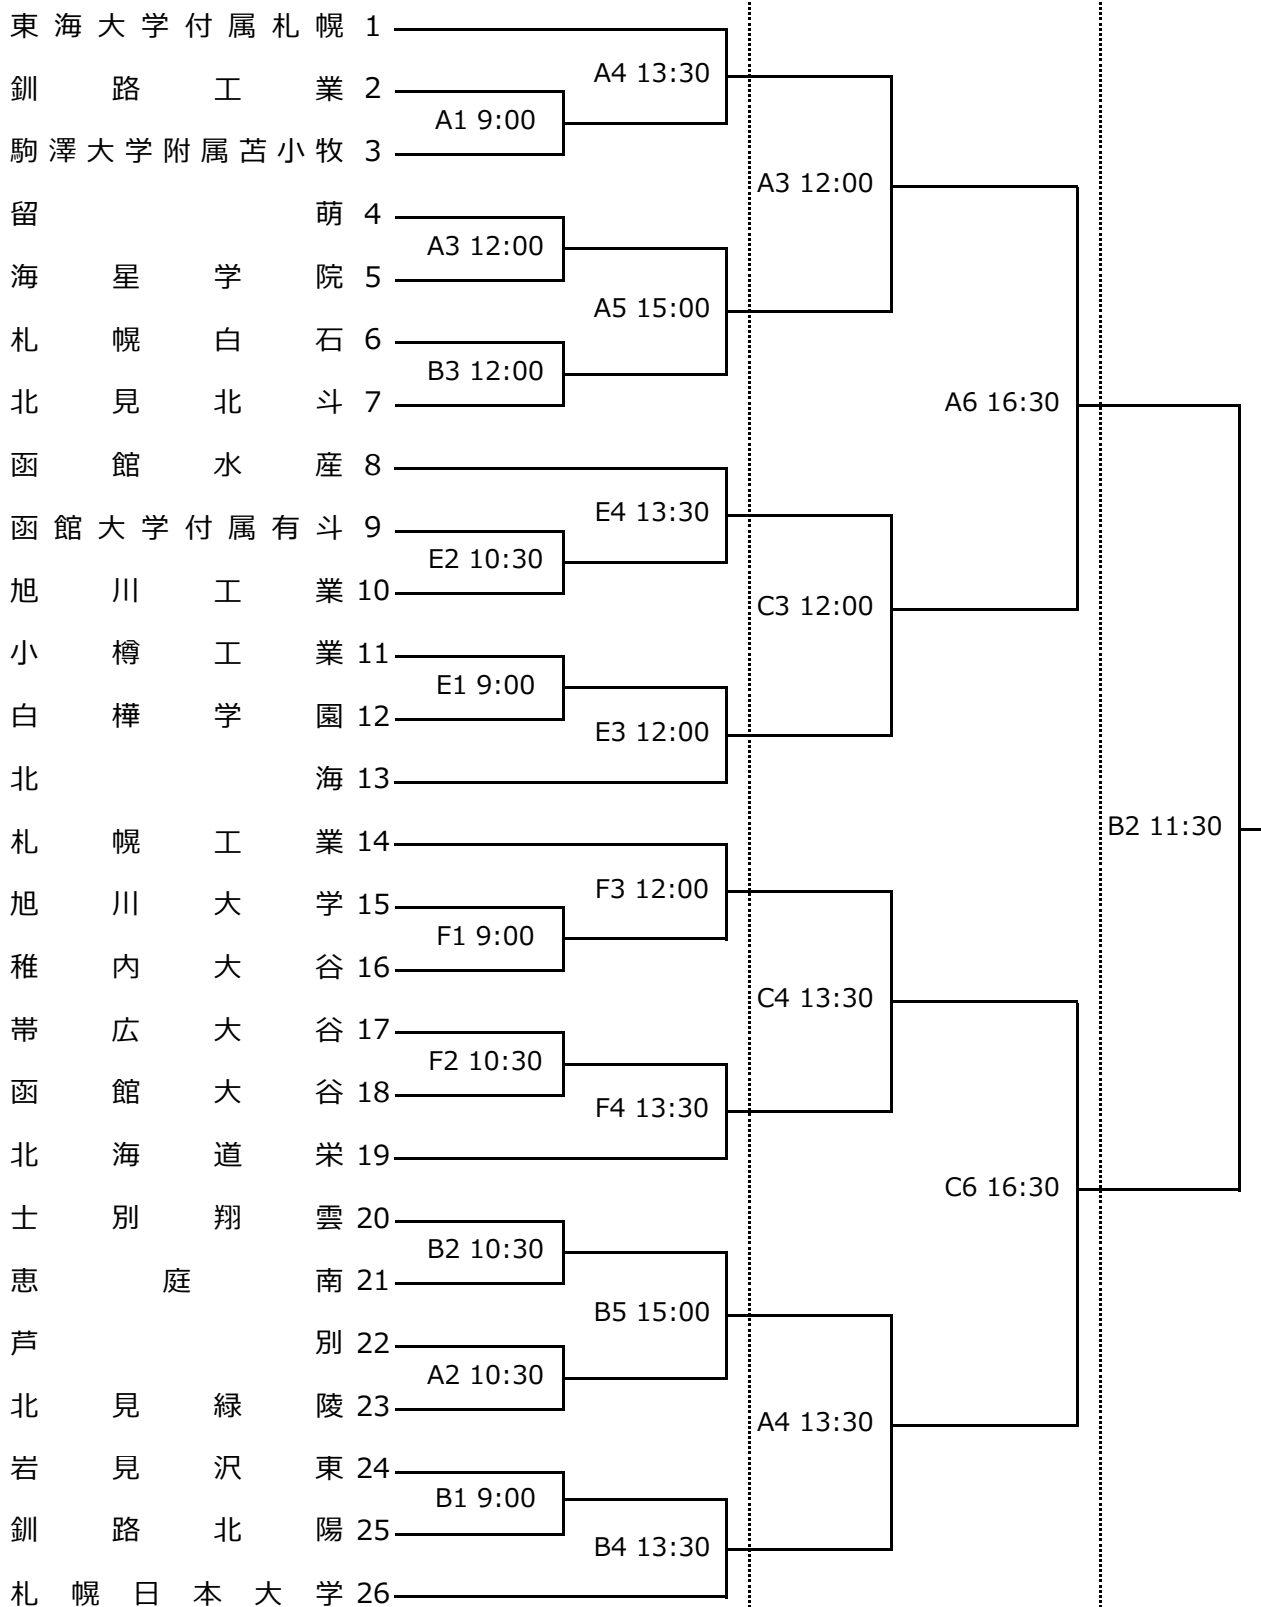 東海大学付属札幌 1
A4 13:30
釧路工業 2
A1 9:00
駒澤大学附属苫小牧 3
A3 12:00
留萌 4
A3 12:00
海星学院 5
A5 15:00
札幌白石 6
B3 12:00
北見北斗 7
A6 16:30
函館水産 8
E4 13:30
函館大学付属有斗 9
E2 10:30
旭川工業 10
C3 12:00
小樽工業 11
E1 9:00
白樺学園 12
E3 12:00
北海 13
B2 11:30
札幌工業 14
F3 12:00
旭川大学 15
F1 9:00
稚内大谷 16
C4 13:30
帯広大谷 17
F2 10:30
函館大谷 18
F4 13:30
北海道栄 19
C6 16:30
士別翔雲 20
B2 10:30
恵庭南 21
B5 15:00
芦別 22
A2 10:30
北見緑陵 23
A4 13:30
岩見沢東 24
B1 9:00
釧路北陽 25
B4 13:30
札幌日本大学 26